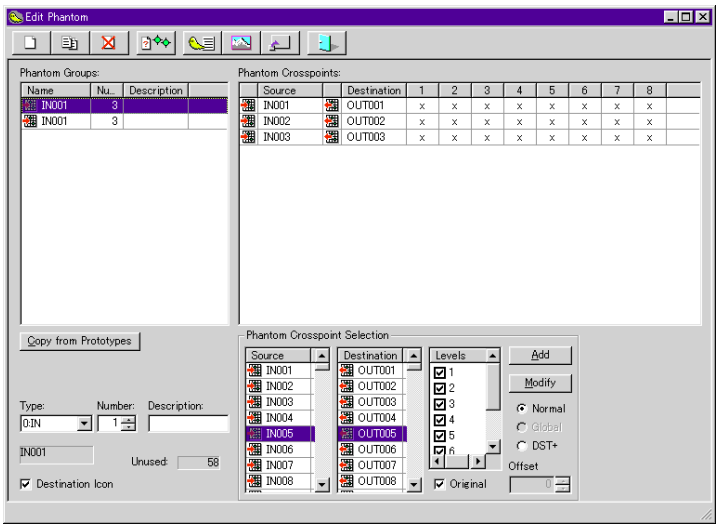 Edit Phantom
Phantom Groups:
Name Nu... Description
IN001 3
IN001 3
Phantom Crosspoints:
Source Destination 1 2 3 4 5 6 7 8
IN001 OUT001 x x x x x x x x
IN002 OUT002 x x x x x x x x
IN003 OUT003 x x x x x x x x
Copy from Prototypes
Type: Number: Description:
0:IN 1
IN001
Unused: 58
Destination Icon
Phantom Crosspoint Selection
Source Destination Levels
IN001 OUT001 1
IN002 OUT002 2
IN003 OUT003 3
IN004 OUT004 4
IN005 OUT005 5
IN006 OUT006 6
IN007 OUT007
IN008 OUT008
Original
Add
Modify
Normal
Global
DST+
Offset
0